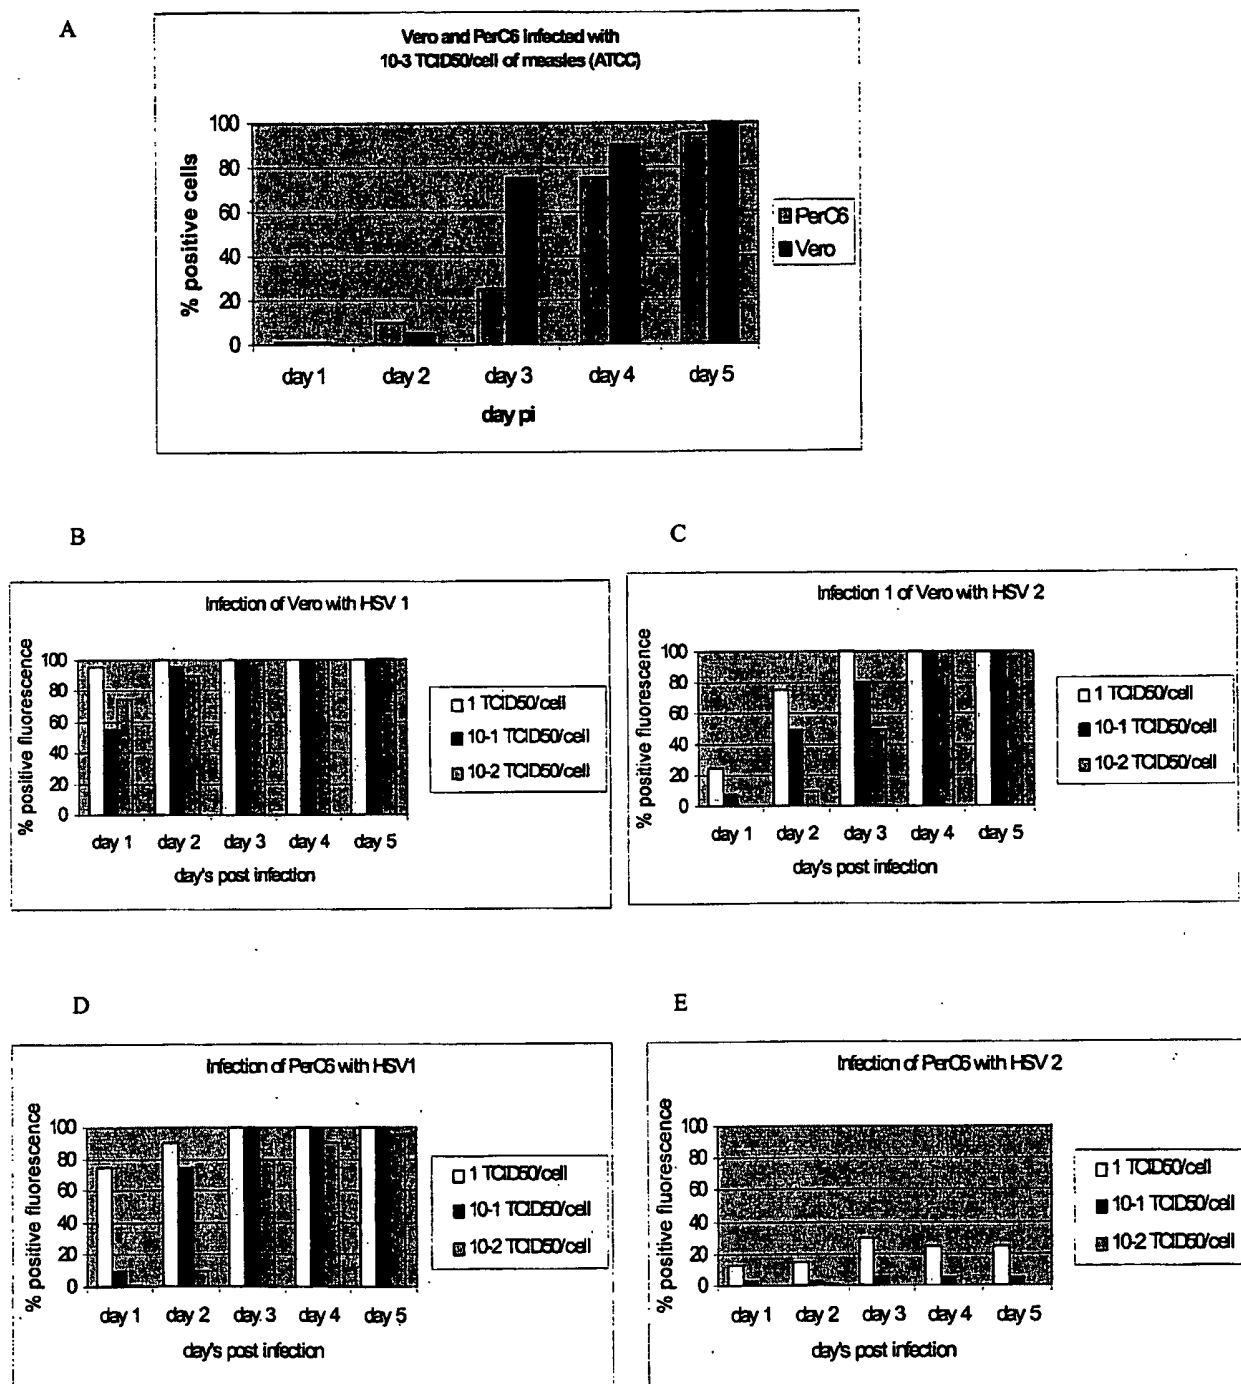 A
Vero and PerC6 infected with
10-3 TCID50/cell of measles (ATCC)
100
80
60
40
20
0
% positive cells
day 1 day 2 day 3 day 4 day 5
day pi
PerC6
Vero
B
Infection of Vero with HSV 1
100
80
60
40
20
0
% positive fluorescence
day 1 day 2 day 3 day 4 day 5
day's post infection
1 TCID50/cell
10-1 TCID50/cell
10-2 TCID50/cell
C
Infection 1 of Vero with HSV 2
100
80
60
40
20
0
% positive fluorescence
day 1 day 2 day 3 day 4 day 5
day's post infection
1 TCID50/cell
10-1 TCID50/cell
10-2 TCID50/cell
D
Infection of PerC6 with HSV1
100
80
60
40
20
0
% positive fluorescence
day 1 day 2 day 3 day 4 day 5
day's post infection
1 TCID50/cell
10-1 TCID50/cell
10-2 TCID50/cell
E
Infection of PerC6 with HSV 2
100
80
60
40
20
0
% positive fluorescence
day 1 day 2 day 3 day 4 day 5
day's post infection
1 TCID50/cell
10-1 TCID50/cell
10-2 TCID50/cell